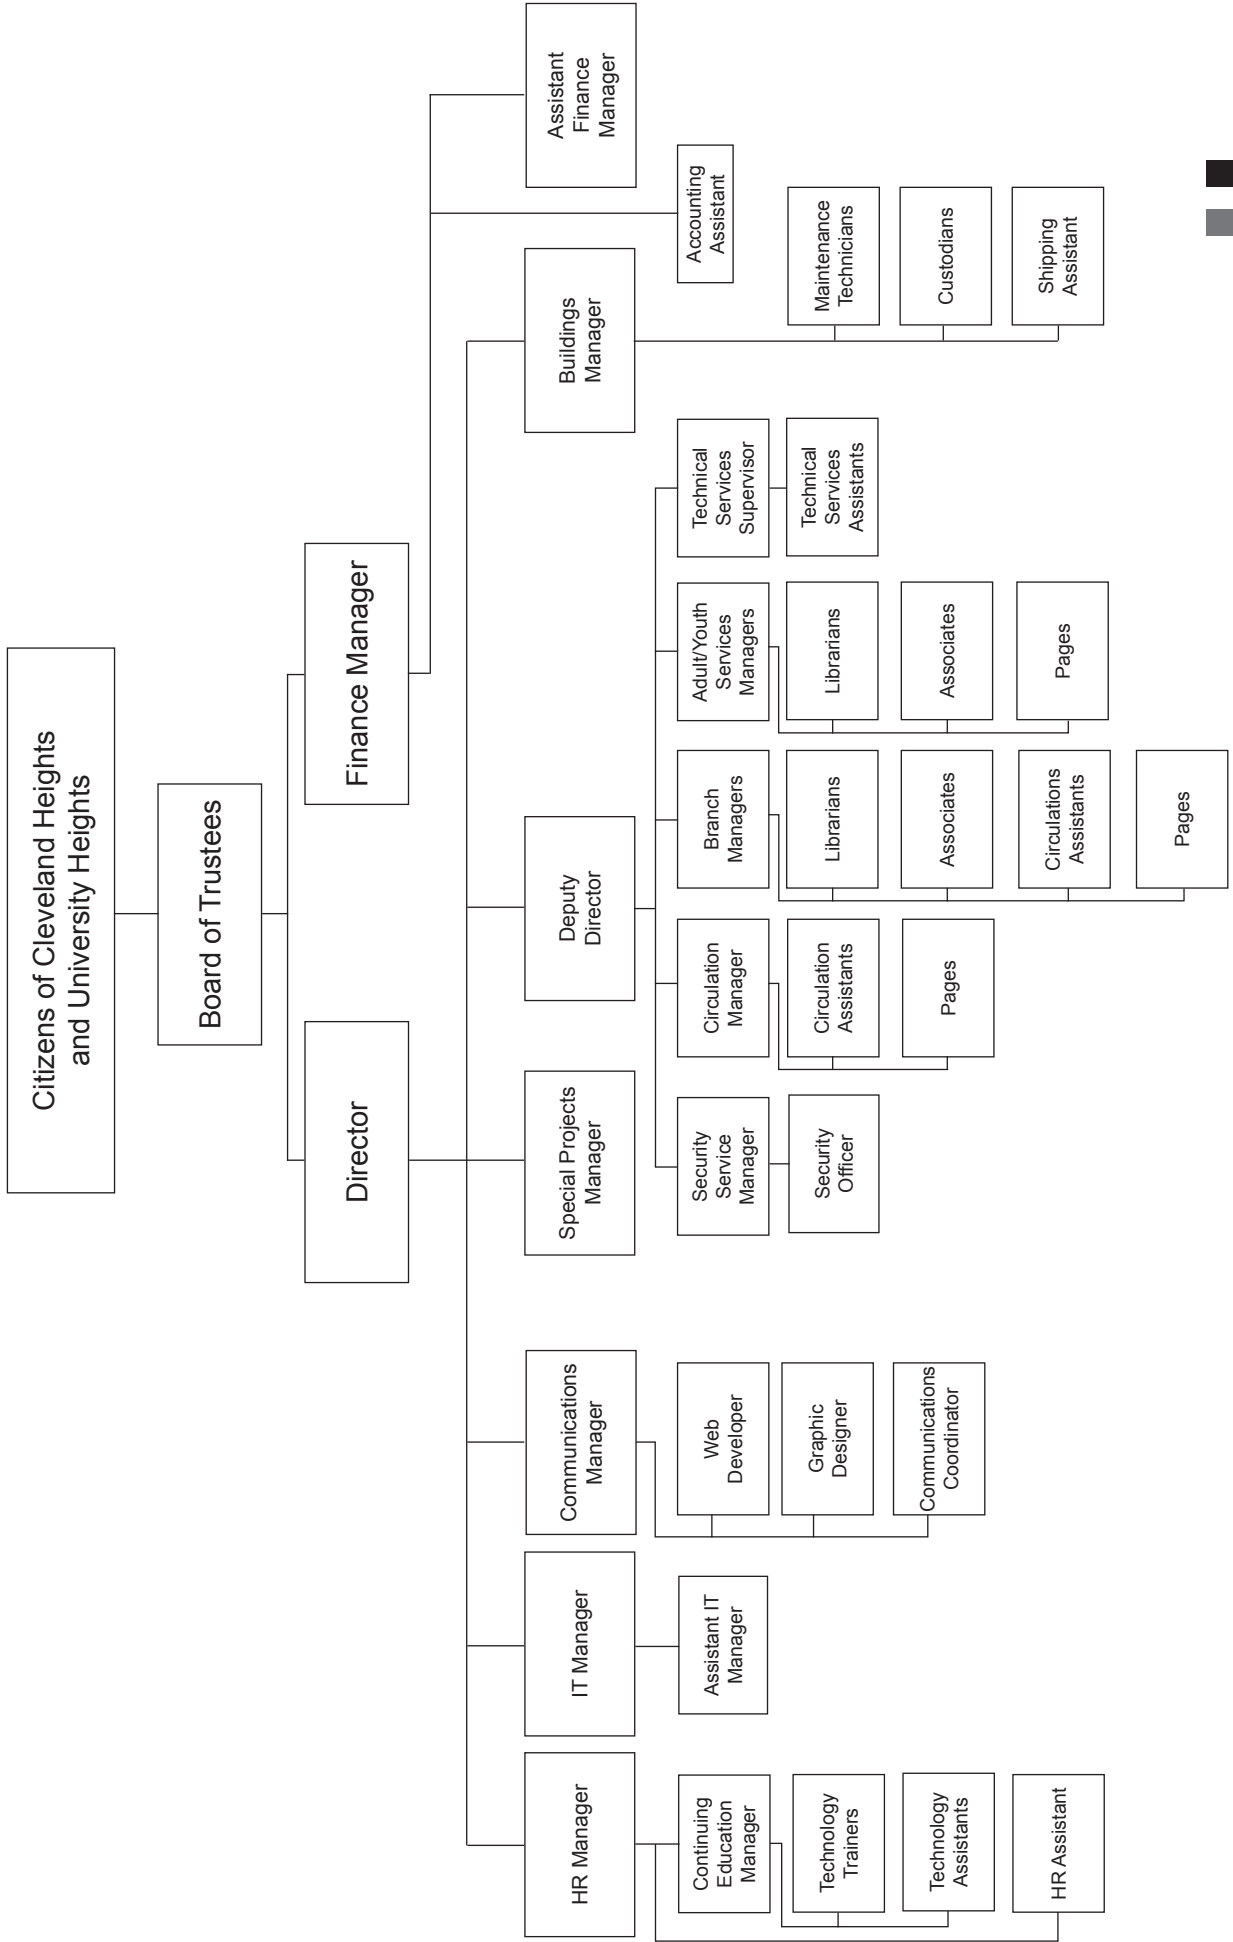 Citizens of Cleveland Heights
and University Heights
Board of Trustees
Director
Finance Manager
HR Manager
IT Manager
Communications
Manager
Special Projects
Manager
Deputy
Director
Buildings
Manager
Assistant
Finance
Manager
Accounting
Assistant
Continuing
Education
Manager
Technology
Trainers
Technology
Assistants
HR Assistant
Assistant IT
Manager
Web
Developer
Graphic
Designer
Communications
Coordinator
Security
Service
Manager
Security
Officer
Circulation
Manager
Circulation
Assistants
Pages
Branch
Managers
Librarians
Associates
Circulations
Assistants
Pages
Adult/Youth
Services
Managers
Librarians
Associates
Pages
Technical
Services
Supervisor
Technical
Services
Assistants
Maintenance
Technicians
Custodians
Shipping
Assistant